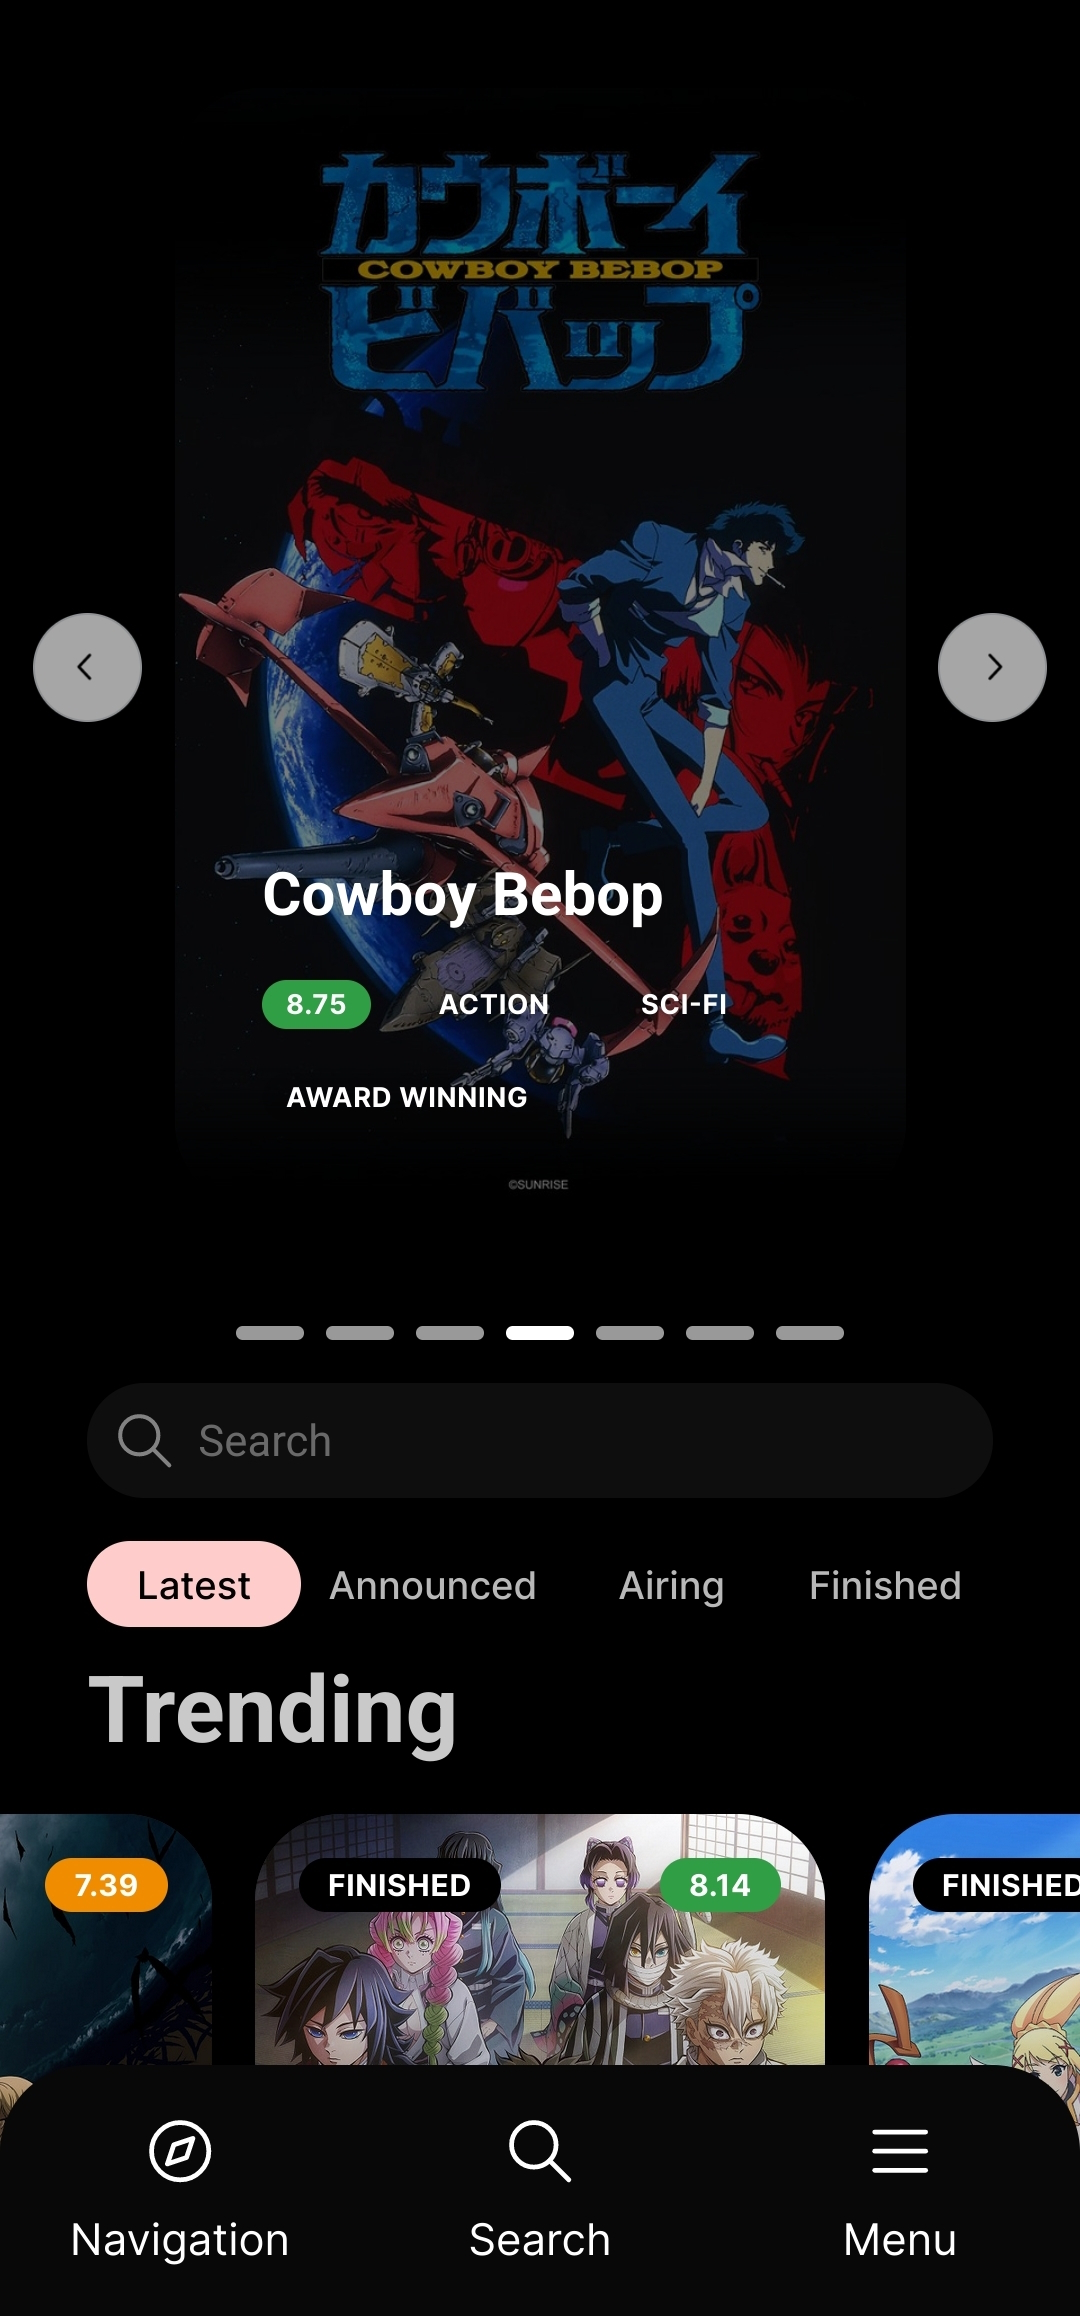 カウボーイ
COWBOY BEBOP
ビバップ
Cowboy Bebop
8.75 ACTION SCI-FI
AWARD WINNING
©SUNRISE
Search
Latest Announced Airing Finished
Trending
7.39 FINISHED 8.14 FINISHED
Navigation Search Menu